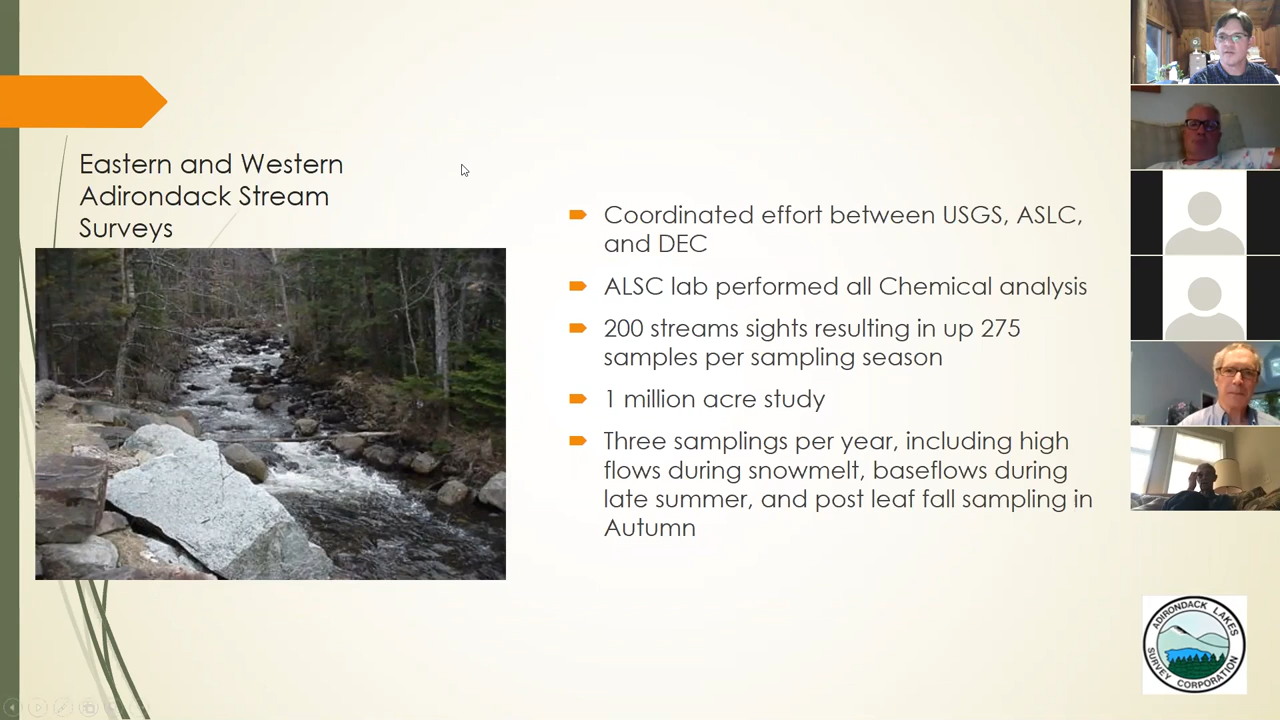 Eastern and Western
Adirondack Stream
Surveys
Coordinated effort between USGS, ASLC,
and DEC
ALSC lab performed all Chemical analysis
200 streams sights resulting in up 275
samples per sampling season
1 million acre study
Three samplings per year, including high
flows during snowmelt, baseflows during
late summer, and post leaf fall sampling in
Autumn
ADIRONDACK LAKES
SURVEY CORPORATION